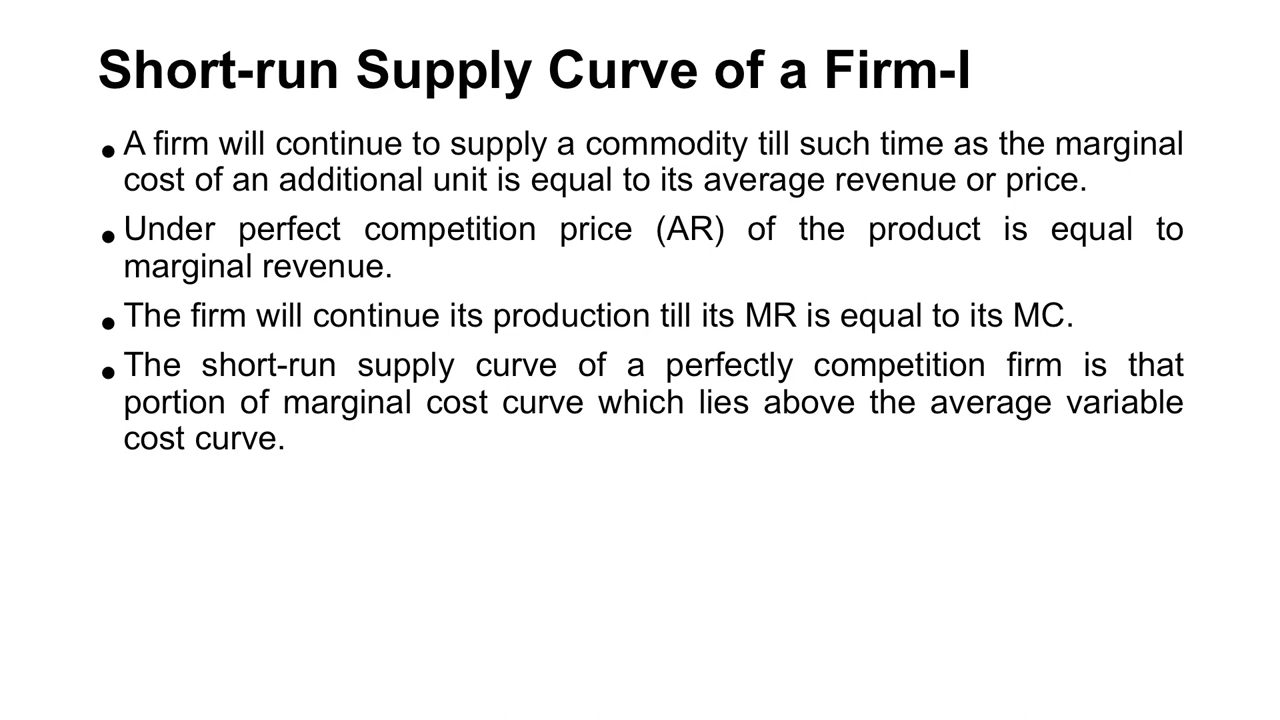 Short-run Supply Curve of a Firm-I
• A firm will continue to supply a commodity till such time as the marginal
cost of an additional unit is equal to its average revenue or price.
• Under perfect competition price (AR) of the product is equal to
marginal revenue.
• The firm will continue its production till its MR is equal to its MC.
• The short-run supply curve of a perfectly competition firm is that
portion of marginal cost curve which lies above the average variable
cost curve.